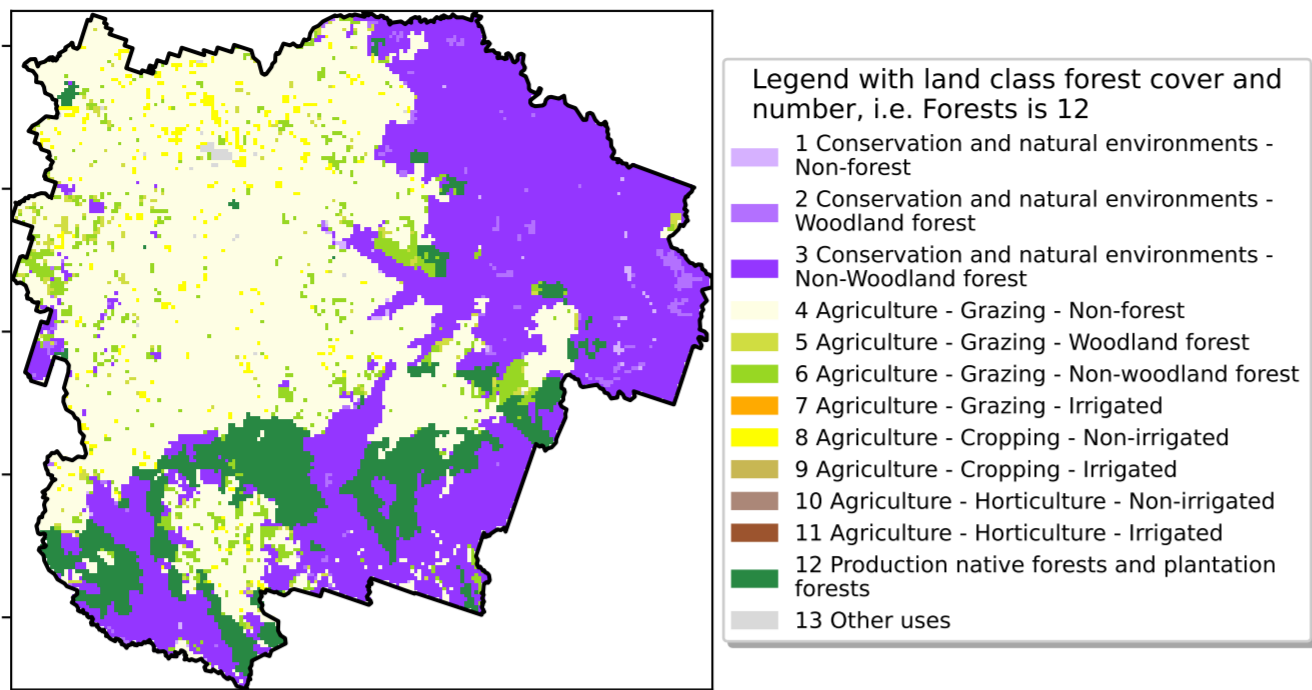 Legend with land class forest cover and
number, i.e. Forests is 12
1 Conservation and natural environments -
Non-forest
2 Conservation and natural environments -
Woodland forest
3 Conservation and natural environments -
Non-Woodland forest
4 Agriculture - Grazing - Non-forest
5 Agriculture - Grazing - Woodland forest
6 Agriculture - Grazing - Non-woodland forest
7 Agriculture - Grazing - Irrigated
8 Agriculture - Cropping - Non-irrigated
9 Agriculture - Cropping - Irrigated
10 Agriculture - Horticulture - Non-irrigated
11 Agriculture - Horticulture - Irrigated
12 Production native forests and plantation
forests
13 Other uses